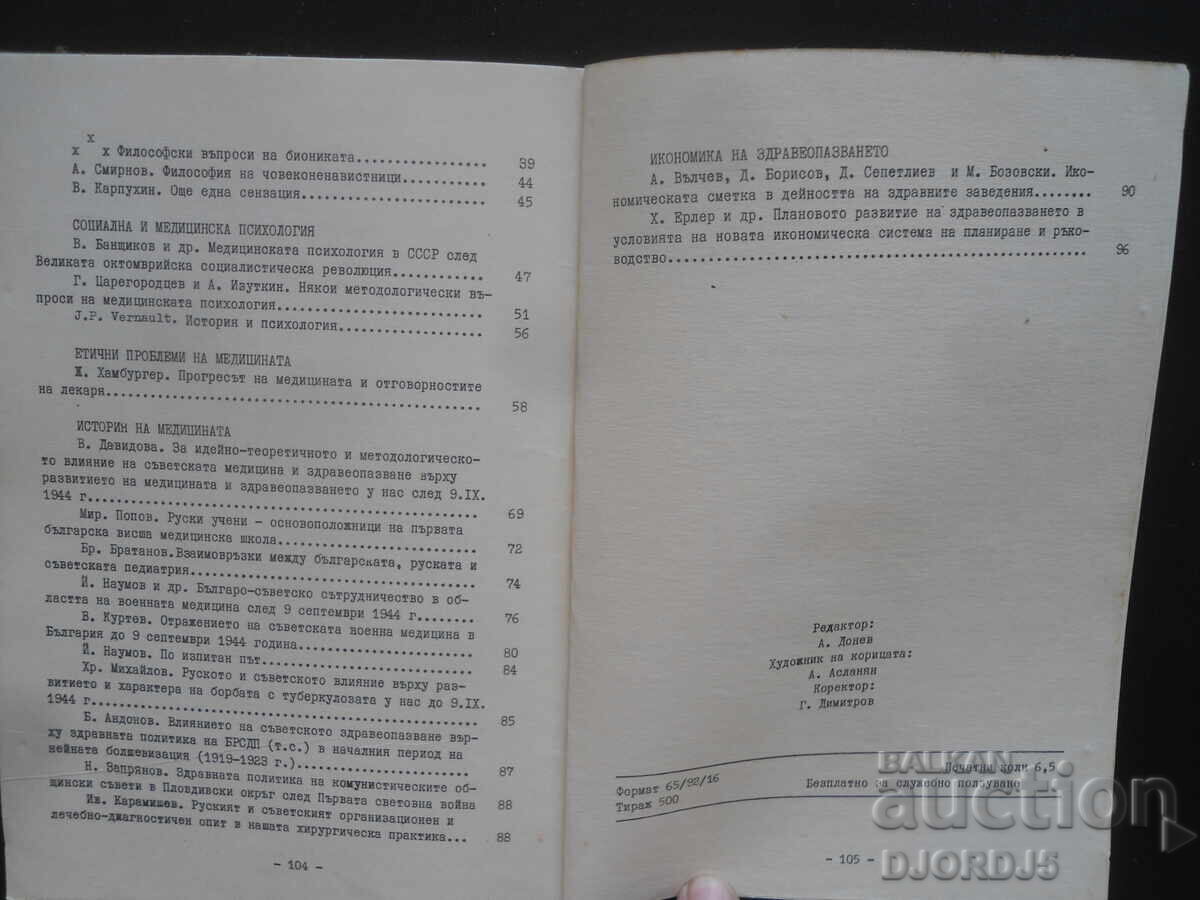 x
x x Философски въпроси на биониката................. 39
А. Смирнов. Философия на човеконенавистници........... 44
В. Карпухин. Още една сензация........................ 45
СОЦИАЛНА И МЕДИЦИНСКА ПСИХОЛОГИЯ
В. Банщиков и др. Медицинската психология в СССР след
Великата октомврийска социалистическа революция............ 47
Г. Царегородцев и А. Изуткин. Някои методологически въп-
роси на медицинската психология........................... 51
J.P. Vernault. История и психология................... 56
ЕТИЧНИ ПРОБЛЕМИ НА МЕДИЦИНАТА
Ж. Хамбургер. Прогресът на медицината и отговорностите
на лекаря................................................. 58
ИСТОРИЯ НА МЕДИЦИНАТА
В. Давидова. За идейно-теоретичното и методологическо-
то влияние на съветската медицина и здравеопазване върху
развитието на медицината и здравеопазването у нас след 9.IX.
1944 г.................................................... 69
Мир. Попов. Руски учени - основоположници на първата
българска висша медицинска школа.......................... 72
Бр. Братанов.Взаимовръзки между българската, руската и
съветската педиатрия...................................... 74
Й. Наумов и др. Българо-съветско сътрудничество в об-
ластта на военната медицина след 9 септември 1944 г........ 76
В. Куртев. Отражението на съветската военна медицина в
България до 9 септември 1944 година....................... 80
Й. Наумов. По изпитан път............................. 84
Хр. Михайлов. Руското и съветското влияние върху раз-
витието и характера на борбата с туберкулозата у нас до 9.IX.
1944 г.................................................... 85
Б. Андонов. Влиянието на съветското здравеопазване вър-
ху здравната политика на БРСДП (т.с.) в началния период на
нейната болшевизация (1919-1923 г.)....................... 87
Н. Запрянов. Здравната политика на комунистическите об-
щински съвети в Пловдивски окръг след Първата световна война 88
Ив. Карамишев. Руският и съветският организационен и
лечебно-диагностичен опит в нашата хирургическа практика... 88
- 104 -
ИКОНОМИКА НА ЗДРАВЕОПАЗВАНЕТО
А. Вълчев, Д. Борисов, Д. Сепетлиев и М. Бозовски. Ико-
номическата сметка в дейността на здравните заведения........ 90
Х. Ерлер и др. Плановото развитие на здравеопазването в
условията на новата икономическа система на планиране и ръко-
водство................................................... 96
Редактор:
А. Донев
Художник на корицата:
А. Асланян
Коректор:
Г. Димитров
Формат 65/92/16 Печатни коли 6,5
Тираж 500 Безплатно за служебно ползуване
- 105 -
BALKAN
auction
DJORDJ5